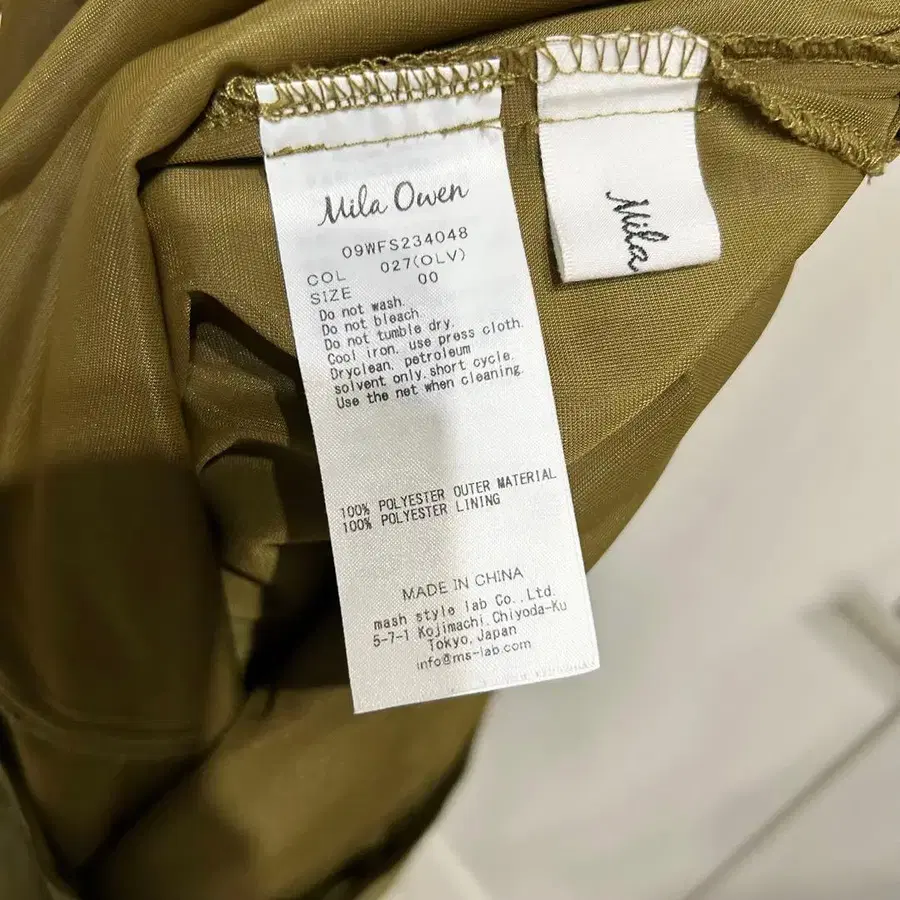 Mila Owen
09WFS234048
COL 027(OLV)
SIZE 00
Do not wash.
Do not bleach.
Do not tumble dry.
Cool iron. use press cloth.
Dryclean. petroleum
solvent only. short cycle.
Use the net when cleaning.
100% POLYESTER OUTER MATERIAL
100% POLYESTER LINING
MADE IN CHINA
mash style lab Co., Ltd.
5-7-1 Kojimachi, Chiyoda-Ku
Tokyo, Japan
info@ms-lab.com
Mila